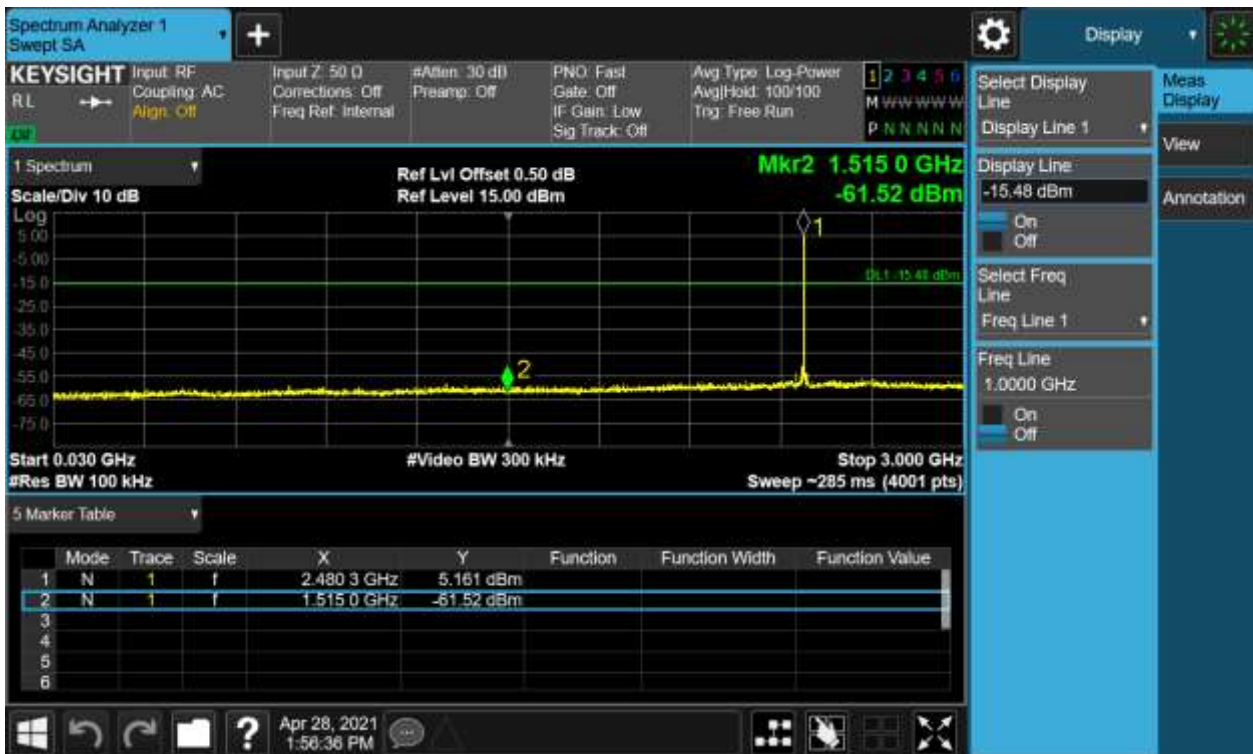 Spectrum Analyzer 1
Swept SA
Display
KEYSIGHT
RL
Input: RF
Coupling: AC
Align: Off
Input Z: 50 Ω
Corrections: Off
Freq Ref: Internal
#Atten: 30 dB
Preamp: Off
PNO: Fast
Gate: Off
IF Gain: Low
Sig Track: Off
Avg Type: Log-Power
Avg|Hold: 100/100
Trig: Free Run
1 2 3 4 5 6
M W W W W W
P N N N N N
1 Spectrum
Scale/Div 10 dB
Ref Lvl Offset 0.50 dB
Ref Level 15.00 dBm
Mkr2 1.515 0 GHz
-61.52 dBm
Log
5.00
-5.00
-15.0
-25.0
-35.0
-45.0
-55.0
-65.0
-75.0
1
DL1 -15.48 dBm
2
Start 0.030 GHz
#Video BW 300 kHz
Stop 3.000 GHz
#Res BW 100 kHz
Sweep ~285 ms (4001 pts)
5 Marker Table
Mode Trace Scale X Y Function Function Width Function Value
1 N 1 f 2.480 3 GHz 5.161 dBm
2 N 1 f 1.515 0 GHz -61.52 dBm
3
4
5
6
Apr 28, 2021
1:56:36 PM
Select Display
Line
Display Line 1
Display Line
-15.48 dBm
On
Off
Select Freq
Line
Freq Line 1
Freq Line
1.0000 GHz
On
Off
Meas
Display
View
Annotation